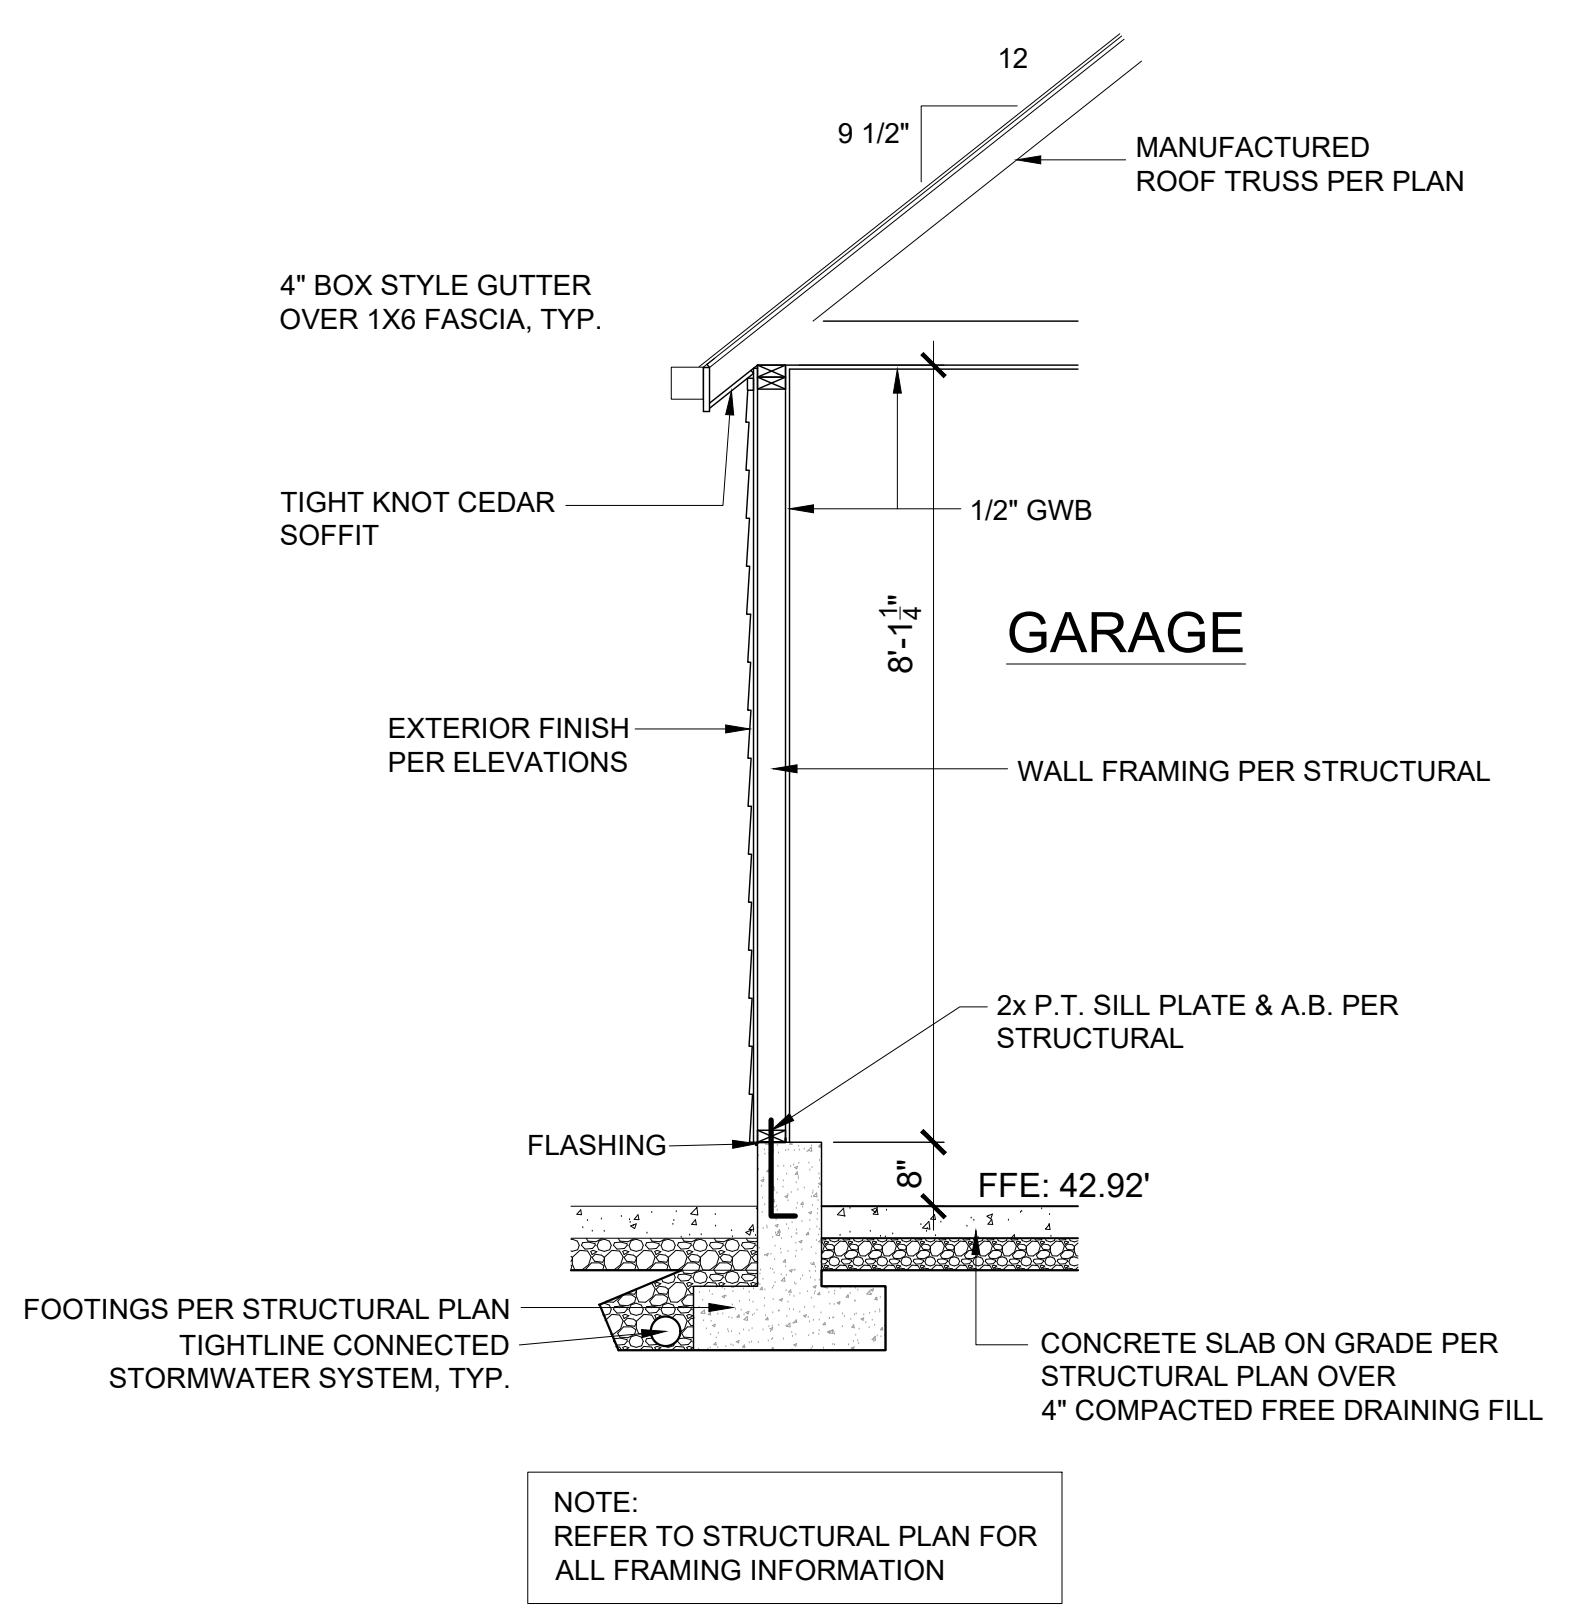 12
9 1/2"
MANUFACTURED
ROOF TRUSS PER PLAN
4" BOX STYLE GUTTER
OVER 1X6 FASCIA, TYP.
TIGHT KNOT CEDAR
SOFFIT
1/2" GWB
8'-1 1/4"
GARAGE
EXTERIOR FINISH
PER ELEVATIONS
WALL FRAMING PER STRUCTURAL
2x P.T. SILL PLATE & A.B. PER
STRUCTURAL
FLASHING
8"
FFE: 42.92'
FOOTINGS PER STRUCTURAL PLAN
TIGHTLINE CONNECTED
STORMWATER SYSTEM, TYP.
CONCRETE SLAB ON GRADE PER
STRUCTURAL PLAN OVER
4" COMPACTED FREE DRAINING FILL
NOTE:
REFER TO STRUCTURAL PLAN FOR
ALL FRAMING INFORMATION